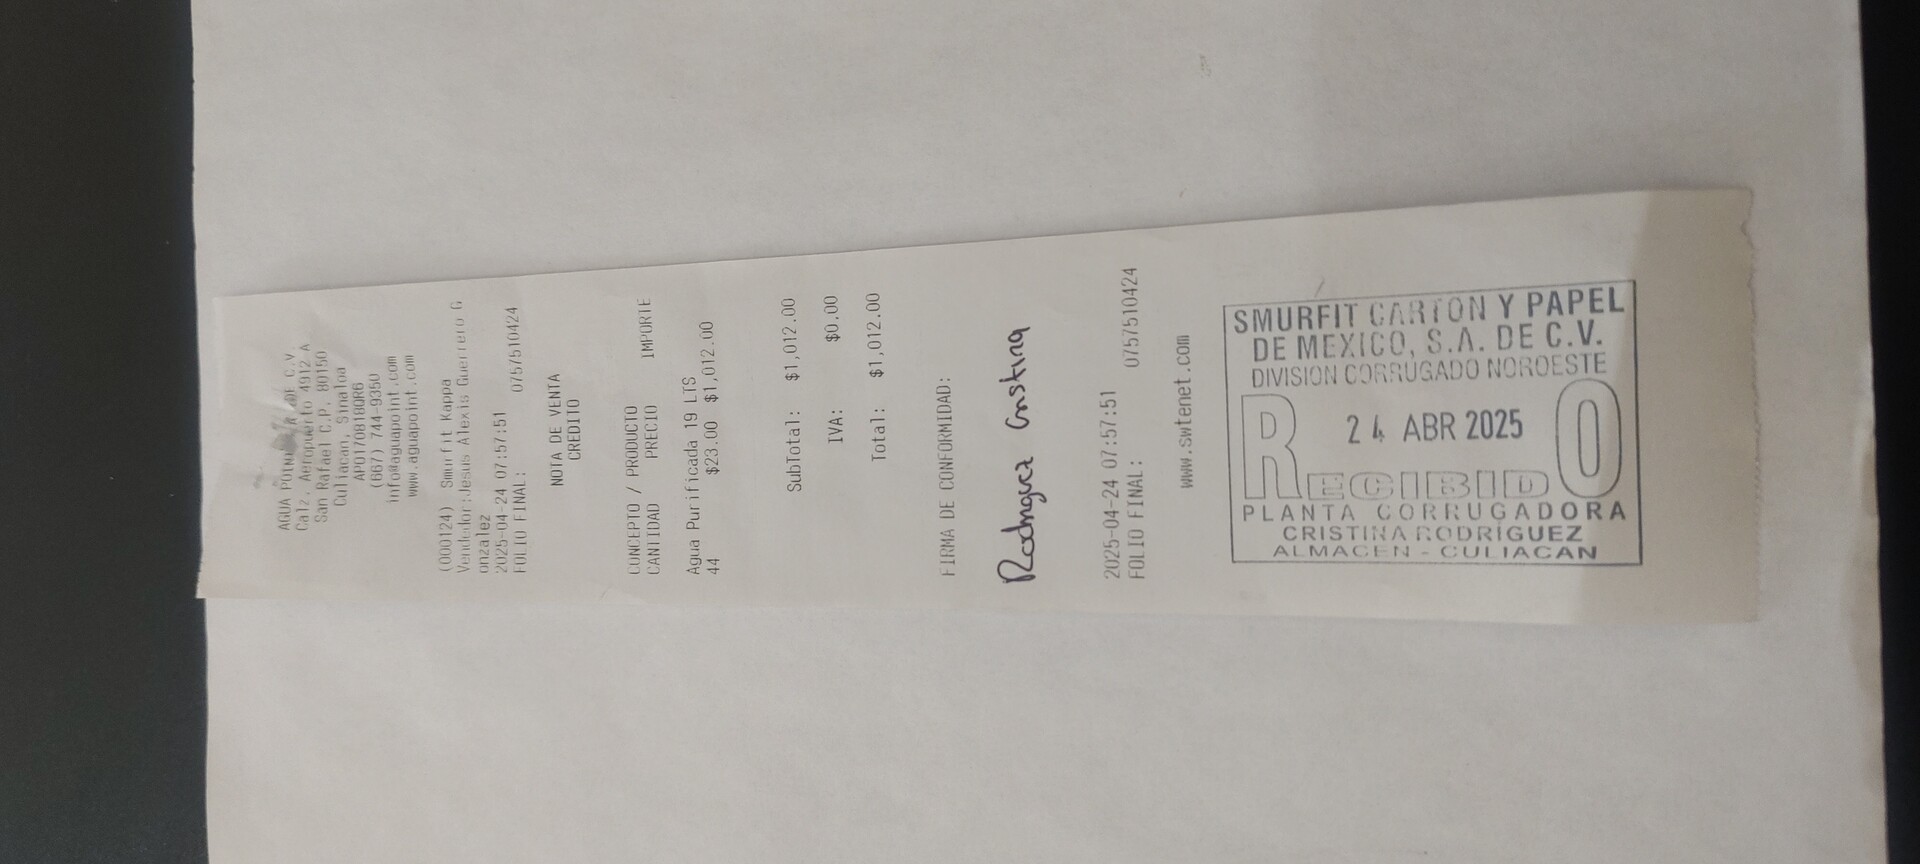 AGUA POINT DE C.V.
Calz. Aeropuerto 4912 A
San Rafael C.P. 80150
Culiacan, Sinaloa
APO170818QR6
(667) 744-9350
info@aguapoint.com
www.aguapoint.com
(000124) Smurfit Kappa
Vendedor:Jesus Alexis Guerrero G
onzalez
2025-04-24 07:57:51
FOLIO FINAL: 0757510424
NOTA DE VENTA
CREDITO
CONCEPTO / PRODUCTO
CANTIDAD PRECIO IMPORTE
Agua Purificada 19 LTS
44 $23.00 $1,012.00
SubTotal: $1,012.00
IVA: $0.00
Total: $1,012.00
FIRMA DE CONFORMIDAD:
Rodriguez Cristina
2025-04-24 07:57:51
FOLIO FINAL: 0757510424
www.swtenet.com
SMURFIT CARTON Y PAPEL
DE MEXICO, S.A. DE C.V.
DIVISION CORRUGADO NOROESTE
24 ABR 2025
RECIBIDO
PLANTA CORRUGADORA
CRISTINA RODRIGUEZ
ALMACEN - CULIACAN